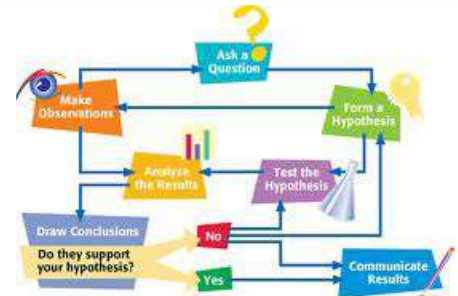 Ask a
Question
Make
Observations
Form a
Hypothesis
Analyze
the Results
Test the
Hypothesis
Draw Conclusions
Do they support
your hypothesis?
No
Yes
Communicate
Results